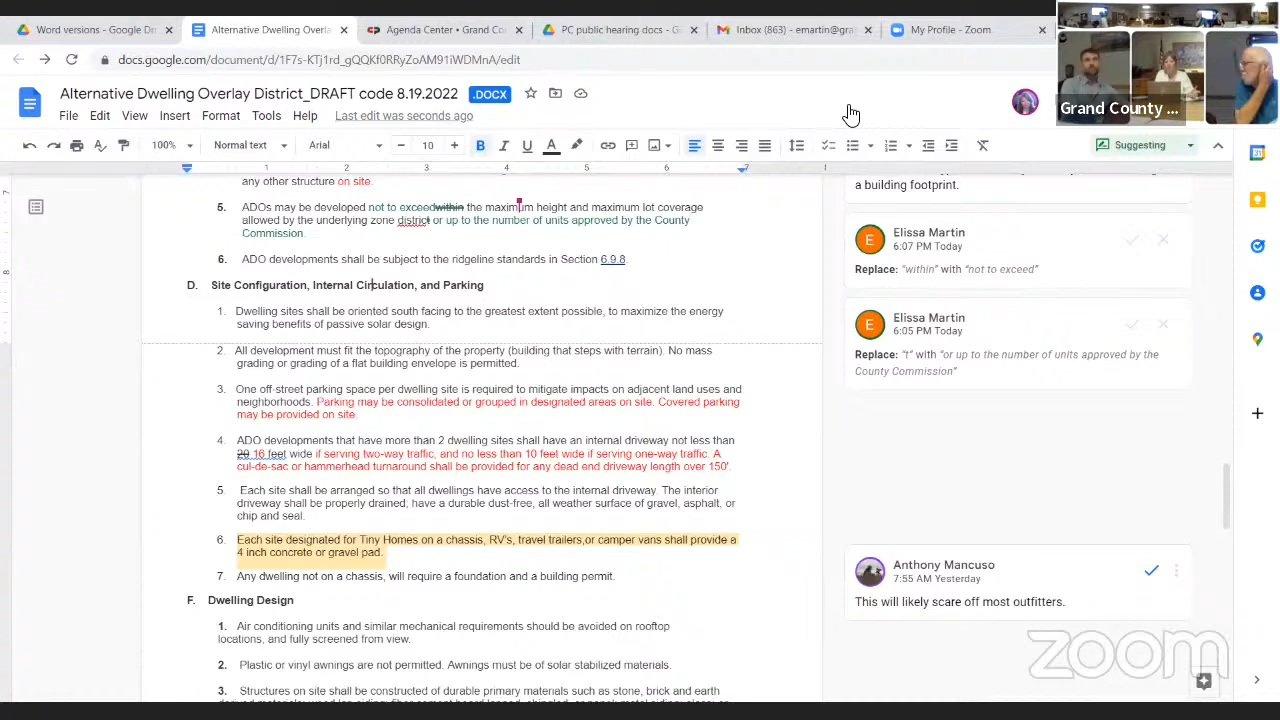 Word versions - Google Dr
Alternative Dwelling Overla
Agenda Center • Grand Co
PC public hearing docs - Go
Inbox (863) - emartin@gra
My Profile - Zoom
docs.google.com/document/d/1F7s-KTj1rd_gQQKf0RRyZoAM91iWDMnA/edit
Alternative Dwelling Overlay District_DRAFT code 8.19.2022
.DOCX
File Edit View Insert Format Tools Help Last edit was seconds ago
Grand County ...
100% Normal text Arial 10 B I U A Suggesting
1 2 3 4 5 6 7 1
7
8
any other structure on site.
5. ADOs may be developed not to exceedwithin the maximum height and maximum lot coverage
allowed by the underlying zone district or up to the number of units approved by the County
Commission.
6. ADO developments shall be subject to the ridgeline standards in Section 6.9.8.
D. Site Configuration, Internal Circulation, and Parking
1. Dwelling sites shall be oriented south facing to the greatest extent possible, to maximize the energy
saving benefits of passive solar design.
2. All development must fit the topography of the property (building that steps with terrain). No mass
grading or grading of a flat building envelope is permitted.
3. One off-street parking space per dwelling site is required to mitigate impacts on adjacent land uses and
neighborhoods. Parking may be consolidated or grouped in designated areas on site. Covered parking
may be provided on site.
4. ADO developments that have more than 2 dwelling sites shall have an internal driveway not less than
20 16 feet wide if serving two-way traffic, and no less than 10 feet wide if serving one-way traffic. A
cul-de-sac or hammerhead turnaround shall be provided for any dead end driveway length over 150'.
5. Each site shall be arranged so that all dwellings have access to the internal driveway. The interior
driveway shall be properly drained; have a durable dust-free, all weather surface of gravel, asphalt, or
chip and seal.
6. Each site designated for Tiny Homes on a chassis, RV's, travel trailers,or camper vans shall provide a
4 inch concrete or gravel pad.
7. Any dwelling not on a chassis, will require a foundation and a building permit.
F. Dwelling Design
1. Air conditioning units and similar mechanical requirements should be avoided on rooftop
locations, and fully screened from view.
2. Plastic or vinyl awnings are not permitted. Awnings must be of solar stabilized materials.
3. Structures on site shall be constructed of durable primary materials such as stone, brick and earth
a building footprint.
E
Elissa Martin
6:07 PM Today
Replace: "within" with "not to exceed"
E
Elissa Martin
6:05 PM Today
Replace: "t" with "or up to the number of units approved by the
County Commission"
Anthony Mancuso
7:55 AM Yesterday
This will likely scare off most outfitters.
zoom